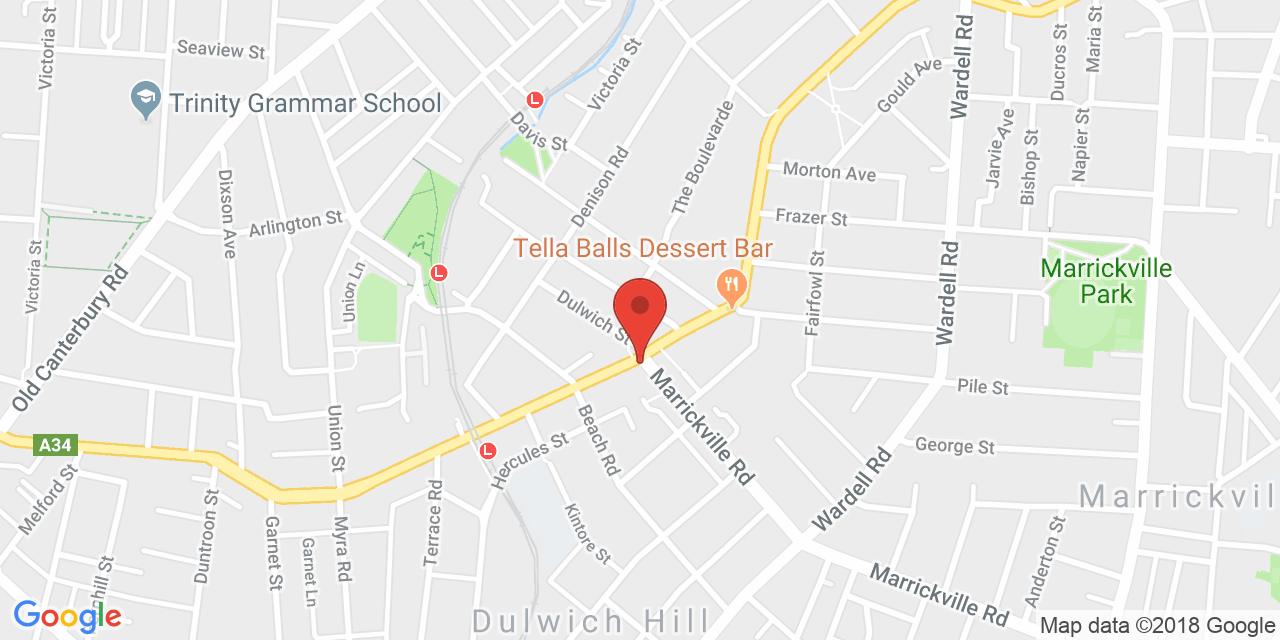 Victoria St
Seaview St
Trinity Grammar School
Victoria St
Davis St
Denison Rd
The Boulevarde
Gould Ave
Wardell Rd
Ducros St
Maria St
Jarvie Ave
Bishop St
Napier St
Morton Ave
Frazer St
Dixson Ave
Arlington St
Victoria St
Union Ln
Old Canterbury Rd
Tella Balls Dessert Bar
Dulwich St
Fairfowl St
Wardell Rd
Marrickville
Park
Pile St
George St
Marrickville Rd
Beach Rd
Hercules St
Union St
A34
Melford St
Duntroon St
Garnet St
Garnet Ln
Myra Rd
Terrace Rd
Kintore St
Wardell Rd
Marrickvil
Anderton St
Marrickville Rd
chill St
Dulwich Hill
L
L
L
Google
Map data ©2018 Google